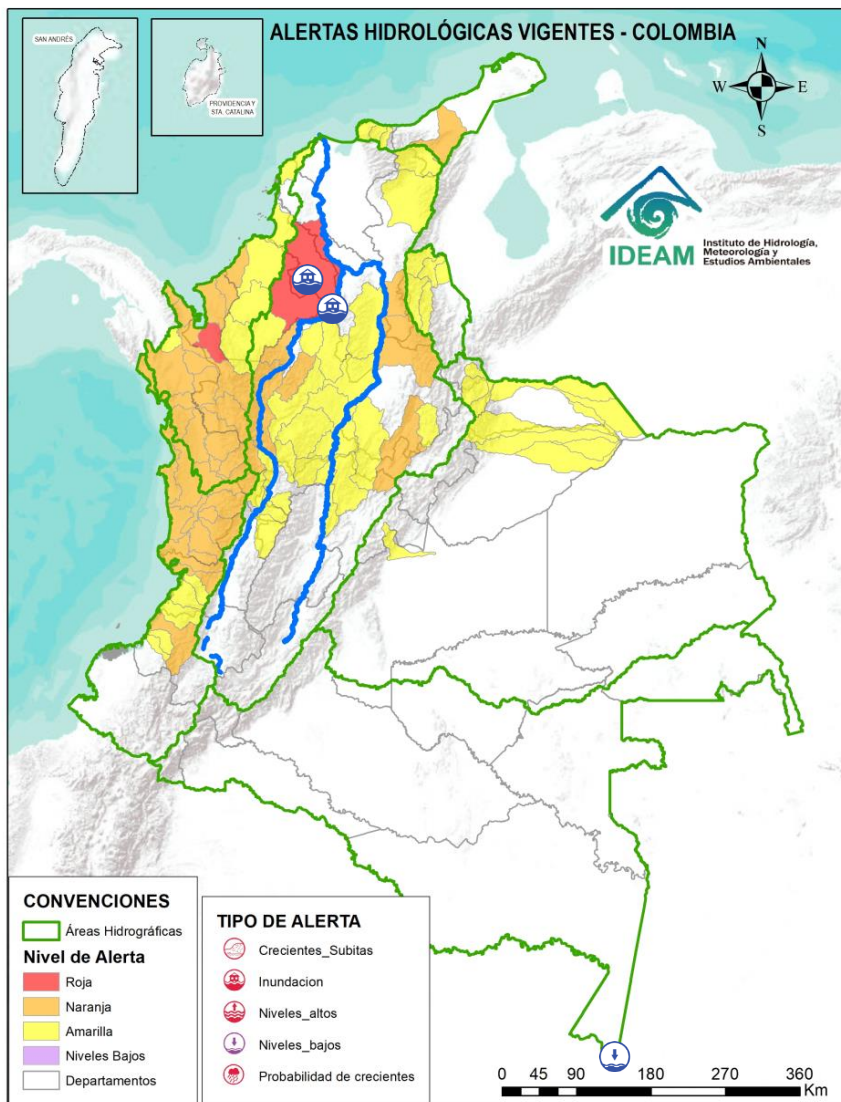 ALERTAS HIDROLÓGICAS VIGENTES - COLOMBIA
SAN ANDRÉS
PROVIDENCIA Y
STA. CATALINA
N
W
E
S
IDEAM
Instituto de Hidrología,
Meteorología y
Estudios Ambientales
CONVENCIONES
Áreas Hidrográficas
Nivel de Alerta
Roja
Naranja
Amarilla
Niveles Bajos
Departamentos
TIPO DE ALERTA
Crecientes_Subitas
Inundacion
Niveles_altos
Niveles_bajos
Probabilidad de crecientes
0 45 90 180 270 360
Km